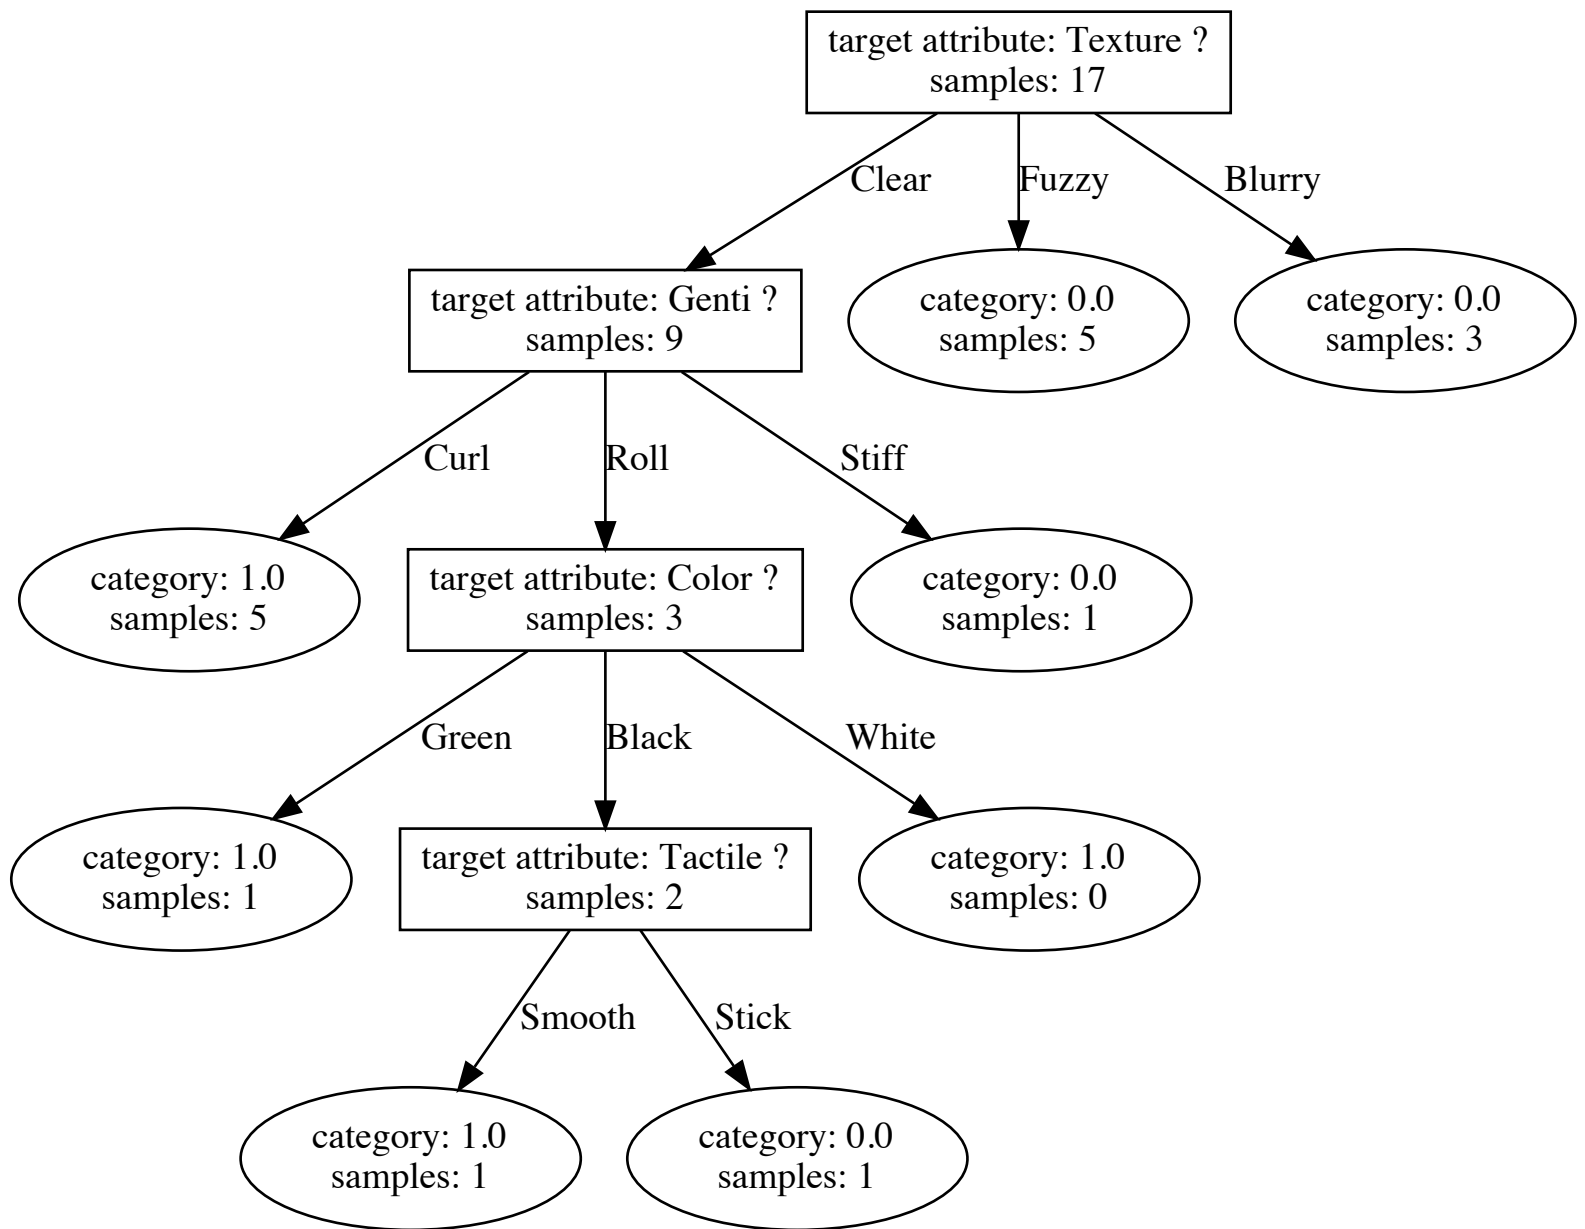 target attribute: Texture ?
samples: 17
Clear
Fuzzy
Blurry
target attribute: Genti ?
samples: 9
category: 0.0
samples: 5
category: 0.0
samples: 3
Curl
Roll
Stiff
category: 1.0
samples: 5
target attribute: Color ?
samples: 3
category: 0.0
samples: 1
Green
Black
White
category: 1.0
samples: 1
target attribute: Tactile ?
samples: 2
category: 1.0
samples: 0
Smooth
Stick
category: 1.0
samples: 1
category: 0.0
samples: 1